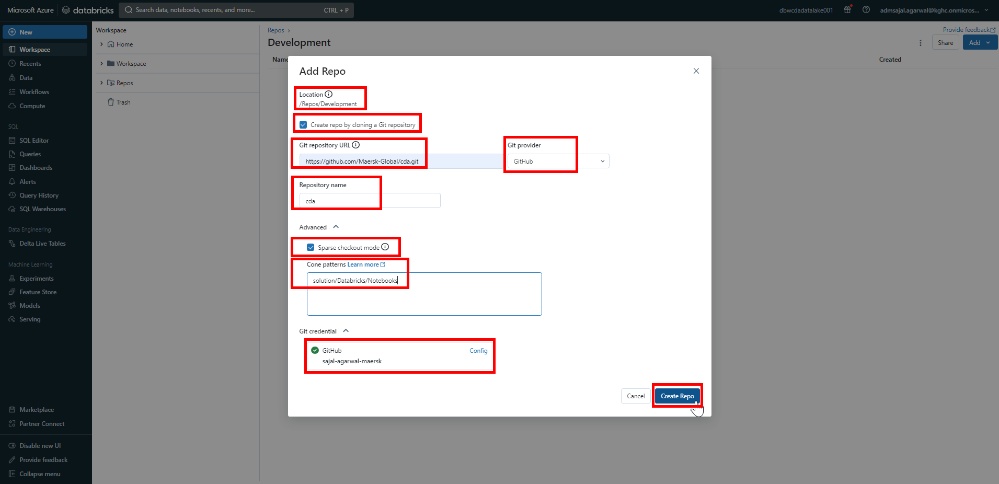 Microsoft Azure databricks Search data, notebooks, recents, and more... CTRL + P dbwcdadatalake001 admsajal.agarwal@kghc.onmicros...
New
Workspace
Recents
Data
Workflows
Compute
SQL
SQL Editor
Queries
Dashboards
Alerts
Query History
SQL Warehouses
Data Engineering
Delta Live Tables
Machine Learning
Experiments
Feature Store
Models
Serving
Marketplace
Partner Connect
Disable new UI
Provide feedback
Collapse menu
Workspace
Home
Workspace
Repos
Trash
Repos
Provide feedback
Development
Share
Add
Name
Created
Add Repo
Location
/Repos/Development
Create repo by cloning a Git repository
Git repository URL Git provider
https://github.com/Maersk-Global/cda.git GitHub
Repository name
cda
Advanced
Sparse checkout mode
Cone patterns Learn more
solution/Databricks/Notebooks
Git credential
GitHub Config
sajal-agarwal-maersk
Cancel Create Repo